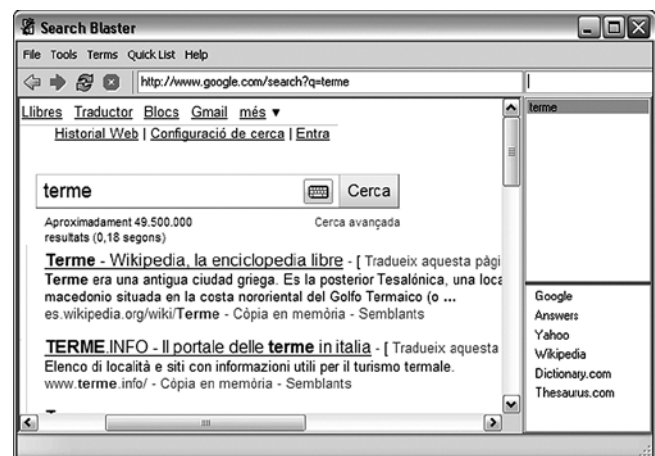 Search Blaster
File Tools Terms Quick List Help
http://www.google.com/search?q=terme
Llibres Traductor Blocs Gmail més ▼
Historial Web | Configuració de cerca | Entra
terme Cerca
Aproximadament 49.500.000 Cerca avançada
resultats (0,18 segons)
Terme - Wikipedia, la enciclopedia libre - [ Tradueix aquesta pàgi
Terme era una antigua ciudad griega. Es la posterior Tesalónica, una loca
macedonio situada en la costa nororiental del Golfo Termaico (o ...
es.wikipedia.org/wiki/Terme - Còpia en memòria - Semblants
TERME.INFO - Il portale delle terme in italia - [ Tradueix aquesta
Elenco di località e siti con informazioni utili per il turismo termale.
www.terme.info/ - Còpia en memòria - Semblants
terme
Google
Answers
Yahoo
Wikipedia
Dictionary.com
Thesaurus.com